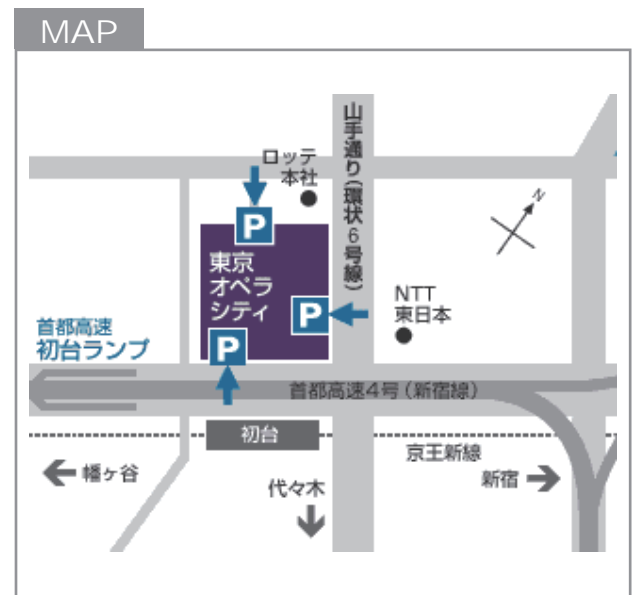 MAP
ロッテ
本社
山手通り(環状6号線)
N
P
東京
オペラ
シティ
P
P
NTT
東日本
首都高速
初台ランプ
首都高速4号(新宿線)
初台
京王新線
幡ヶ谷
代々木
新宿